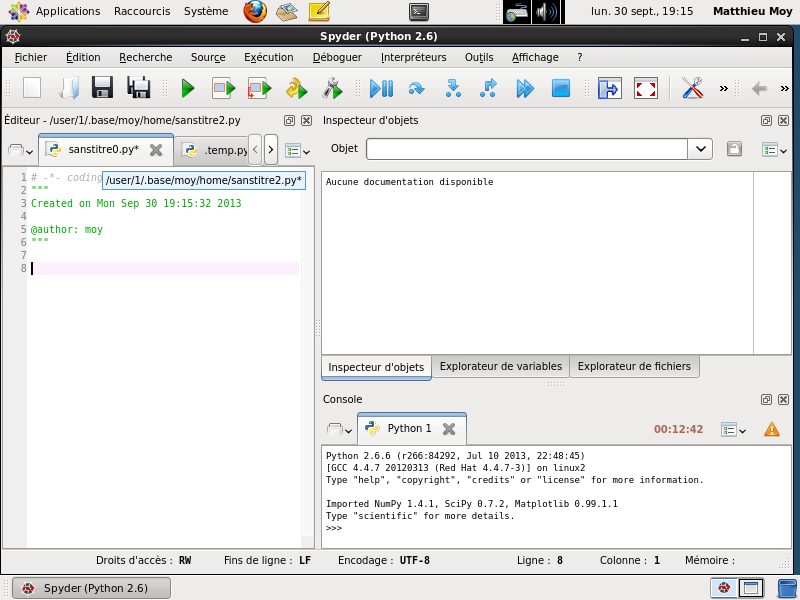 Applications Raccourcis Système lun. 30 sept., 19:15 Matthieu Moy
Spyder (Python 2.6)
Fichier Édition Recherche Source Exécution Déboguer Interpréteurs Outils Affichage ?
Éditeur - /user/1/.base/moy/home/sanstitre2.py
sanstitre0.py* .temp.py
1 # -*- coding
/user/1/.base/moy/home/sanstitre2.py*
2 """
3 Created on Mon Sep 30 19:15:32 2013
4
5 @author: moy
6 """
7
8
Inspecteur d'objets
Objet
Aucune documentation disponible
Inspecteur d'objets Explorateur de variables Explorateur de fichiers
Console
Python 1 00:12:42
Python 2.6.6 (r266:84292, Jul 10 2013, 22:48:45)
[GCC 4.4.7 20120313 (Red Hat 4.4.7-3)] on linux2
Type "help", "copyright", "credits" or "license" for more information.
Imported NumPy 1.4.1, SciPy 0.7.2, Matplotlib 0.99.1.1
Type "scientific" for more details.
>>>
Droits d'accès : RW Fins de ligne : LF Encodage : UTF-8 Ligne : 8 Colonne : 1 Mémoire :
Spyder (Python 2.6)